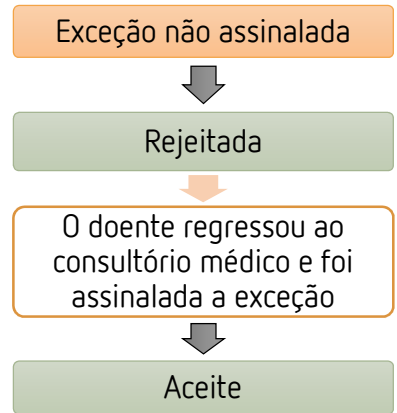 Exceção não assinalada
Rejeitada
O doente regressou ao
consultório médico e foi
assinalada a exceção
Aceite